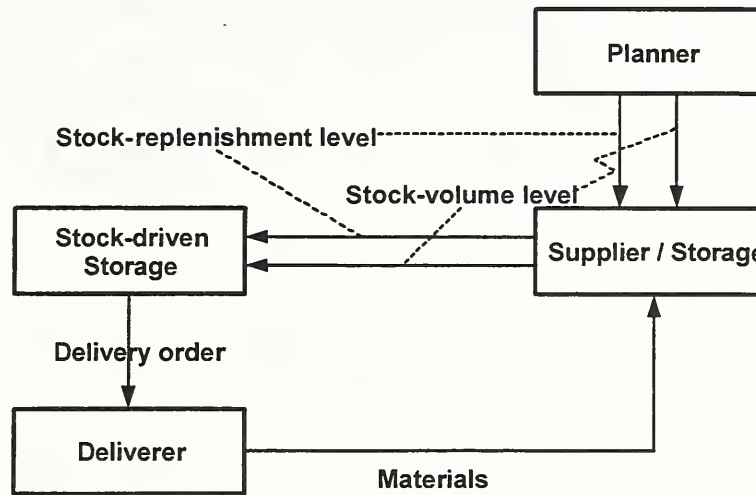 Planner
Stock-replenishment level
Stock-volume level
Stock-driven
Storage
Supplier / Storage
Delivery order
Deliverer
Materials